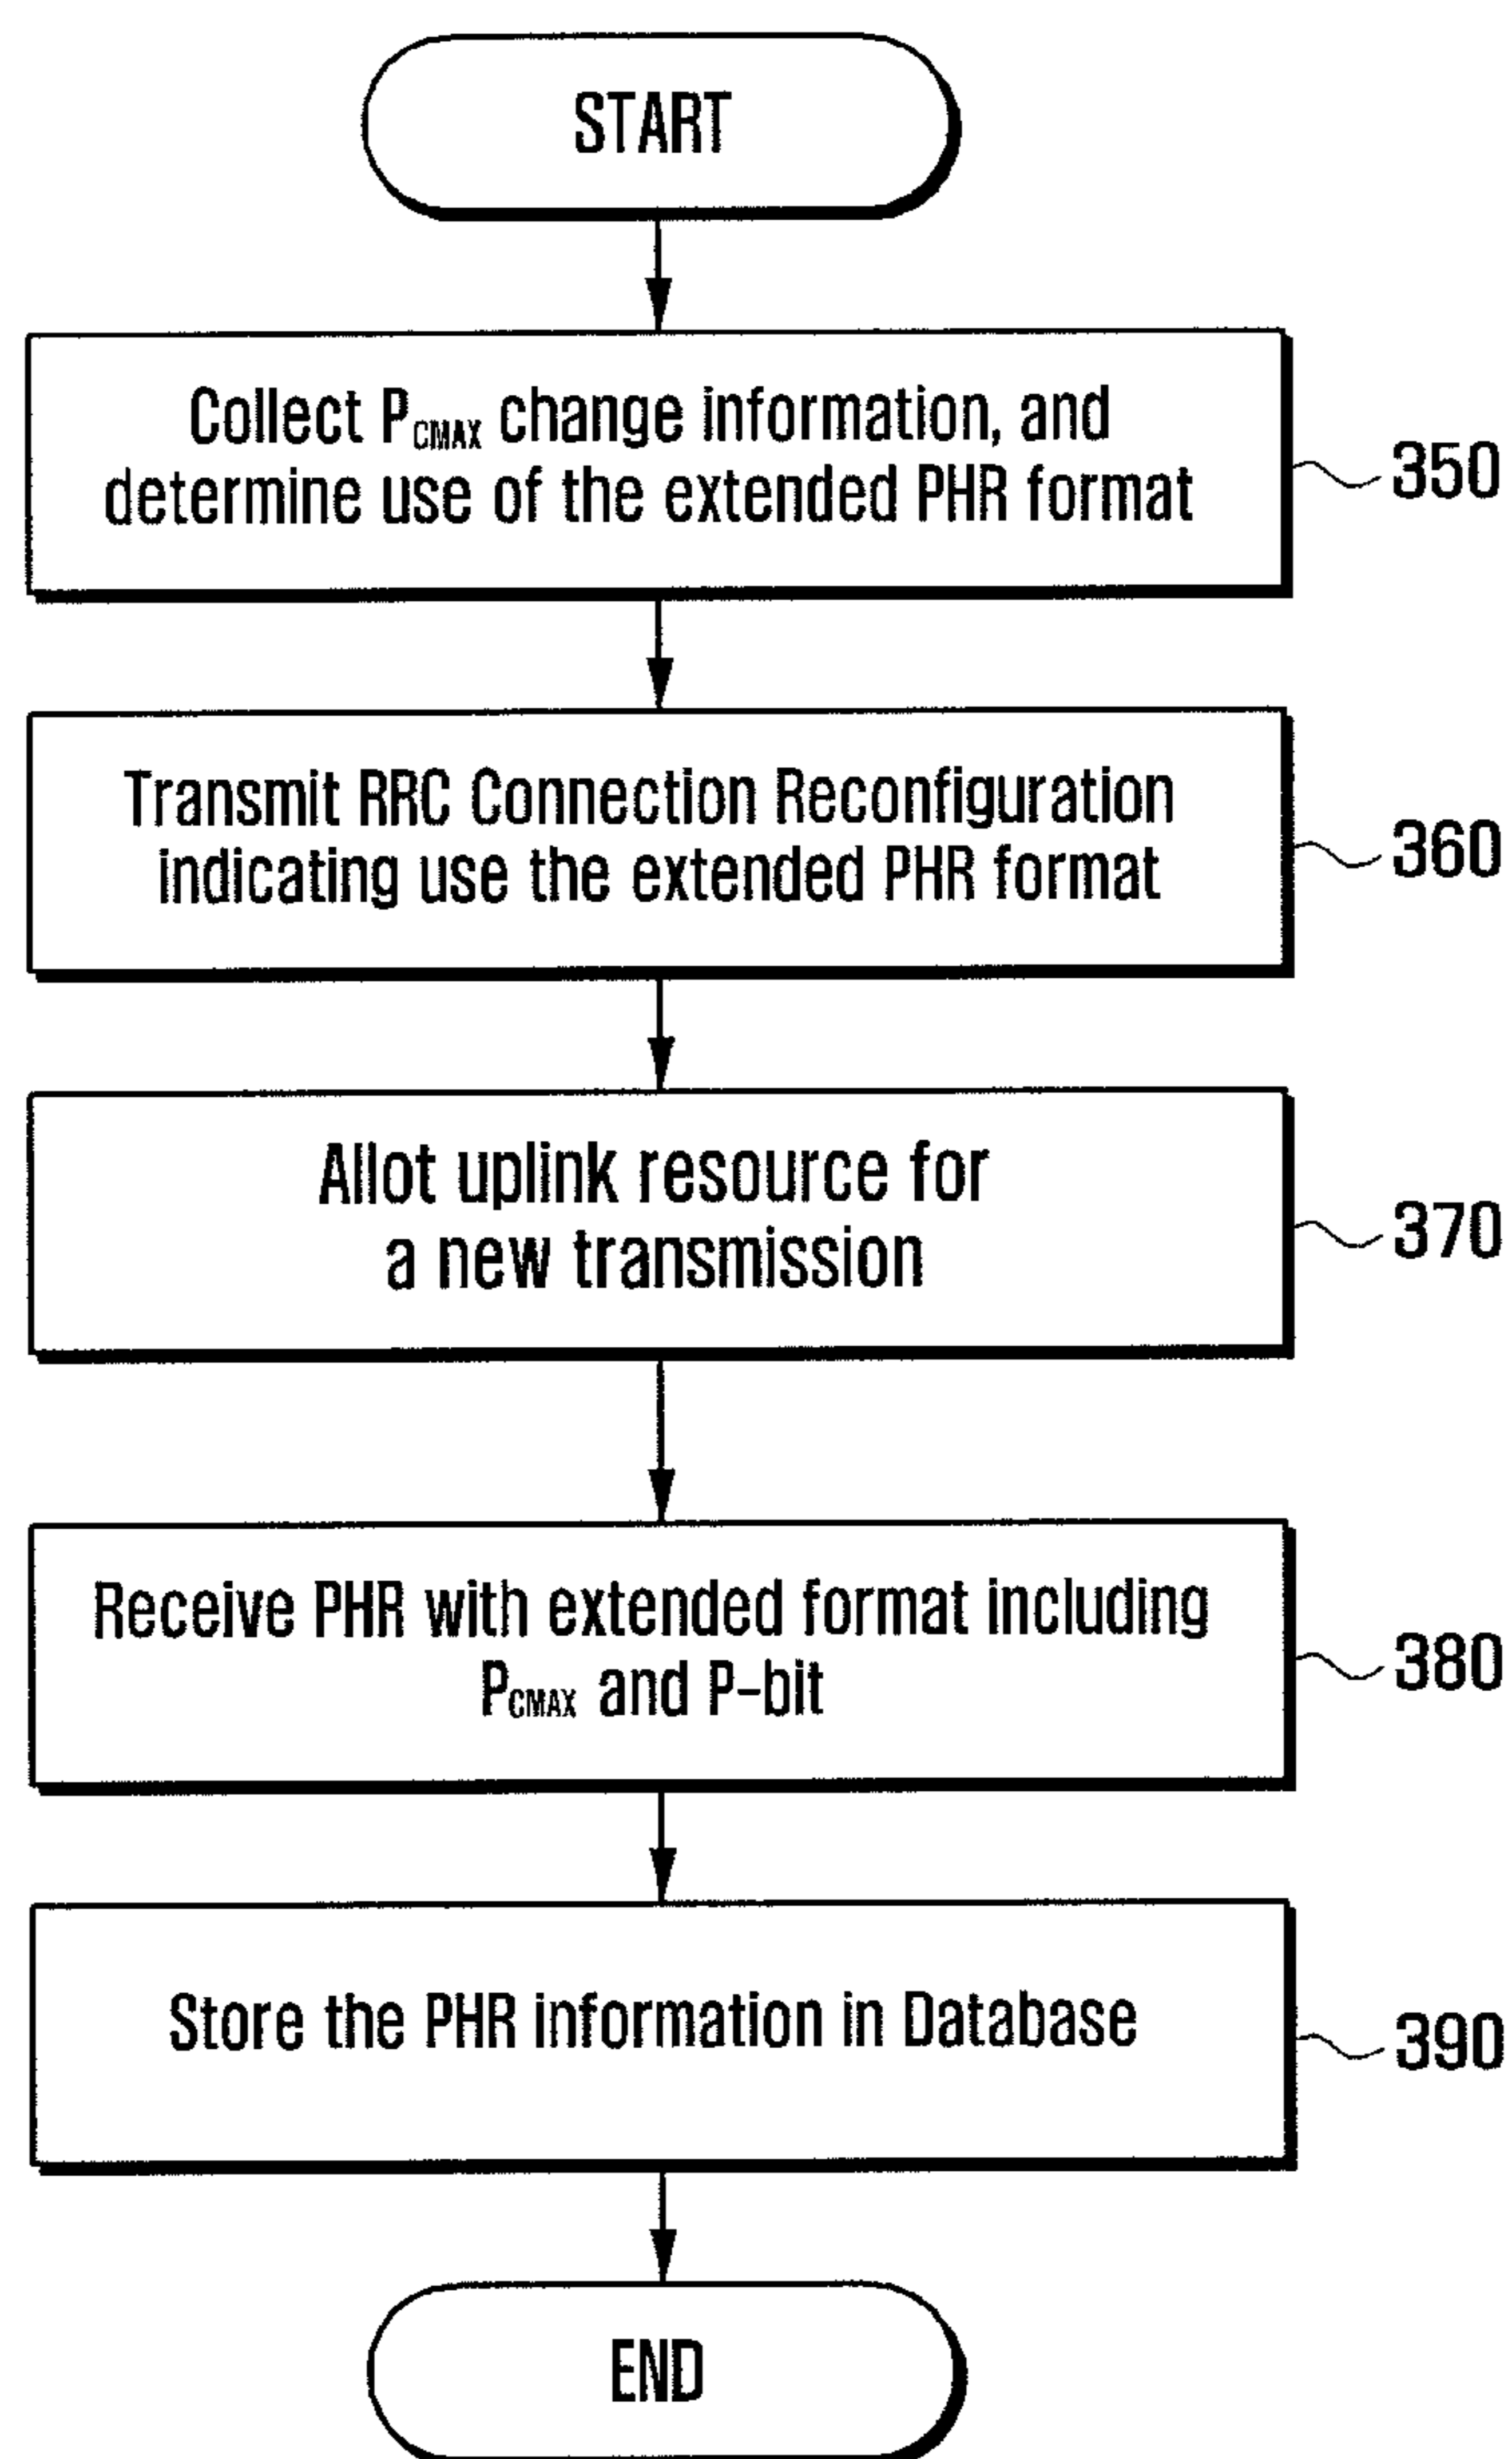 START
Collect PCMAX change information, and
determine use of the extended PHR format
350
Transmit RRC Connection Reconfiguration
indicating use the extended PHR format
360
Allot uplink resource for
a new transmission
370
Receive PHR with extended format including
PCMAX and P-bit
380
Store the PHR information in Database
390
END